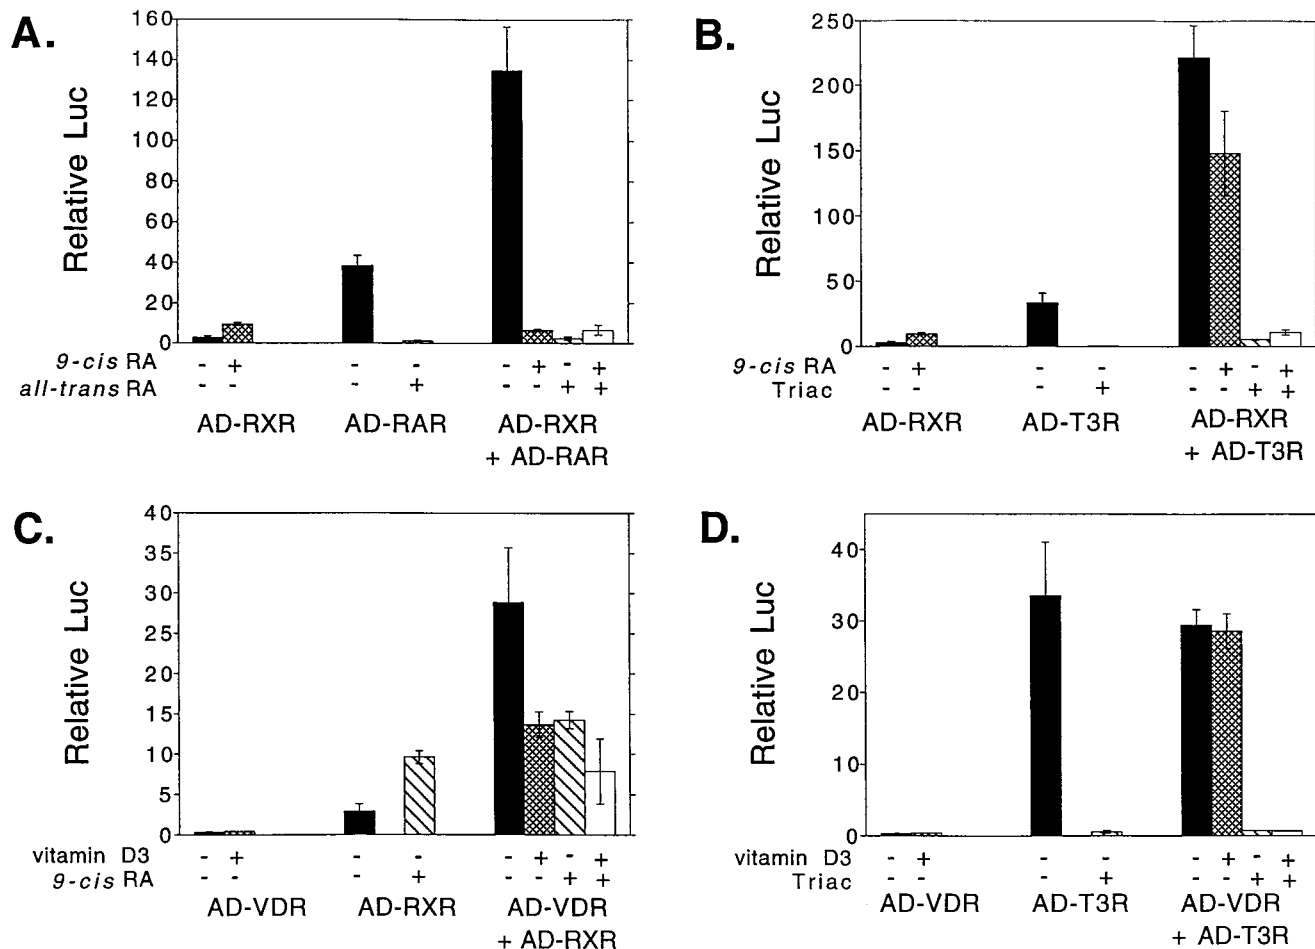 A.
Relative Luc
160
140
120
100
80
60
40
20
0
9-cis RA - + - - - + - +
all-trans RA - - - + - - + +
AD-RXR AD-RAR AD-RXR
+ AD-RAR
B.
Relative Luc
250
200
150
100
50
0
9-cis RA - + - - - + - +
Triac - - - + - - + +
AD-RXR AD-T3R AD-RXR
+ AD-T3R
C.
Relative Luc
40
35
30
25
20
15
10
5
0
vitamin D3 - + - - - + - +
9-cis RA - - - + - - + +
AD-VDR AD-RXR AD-VDR
+ AD-RXR
D.
Relative Luc
40
30
20
10
0
vitamin D3 - + - - - + - +
Triac - - - + - - + +
AD-VDR AD-T3R AD-VDR
+ AD-T3R